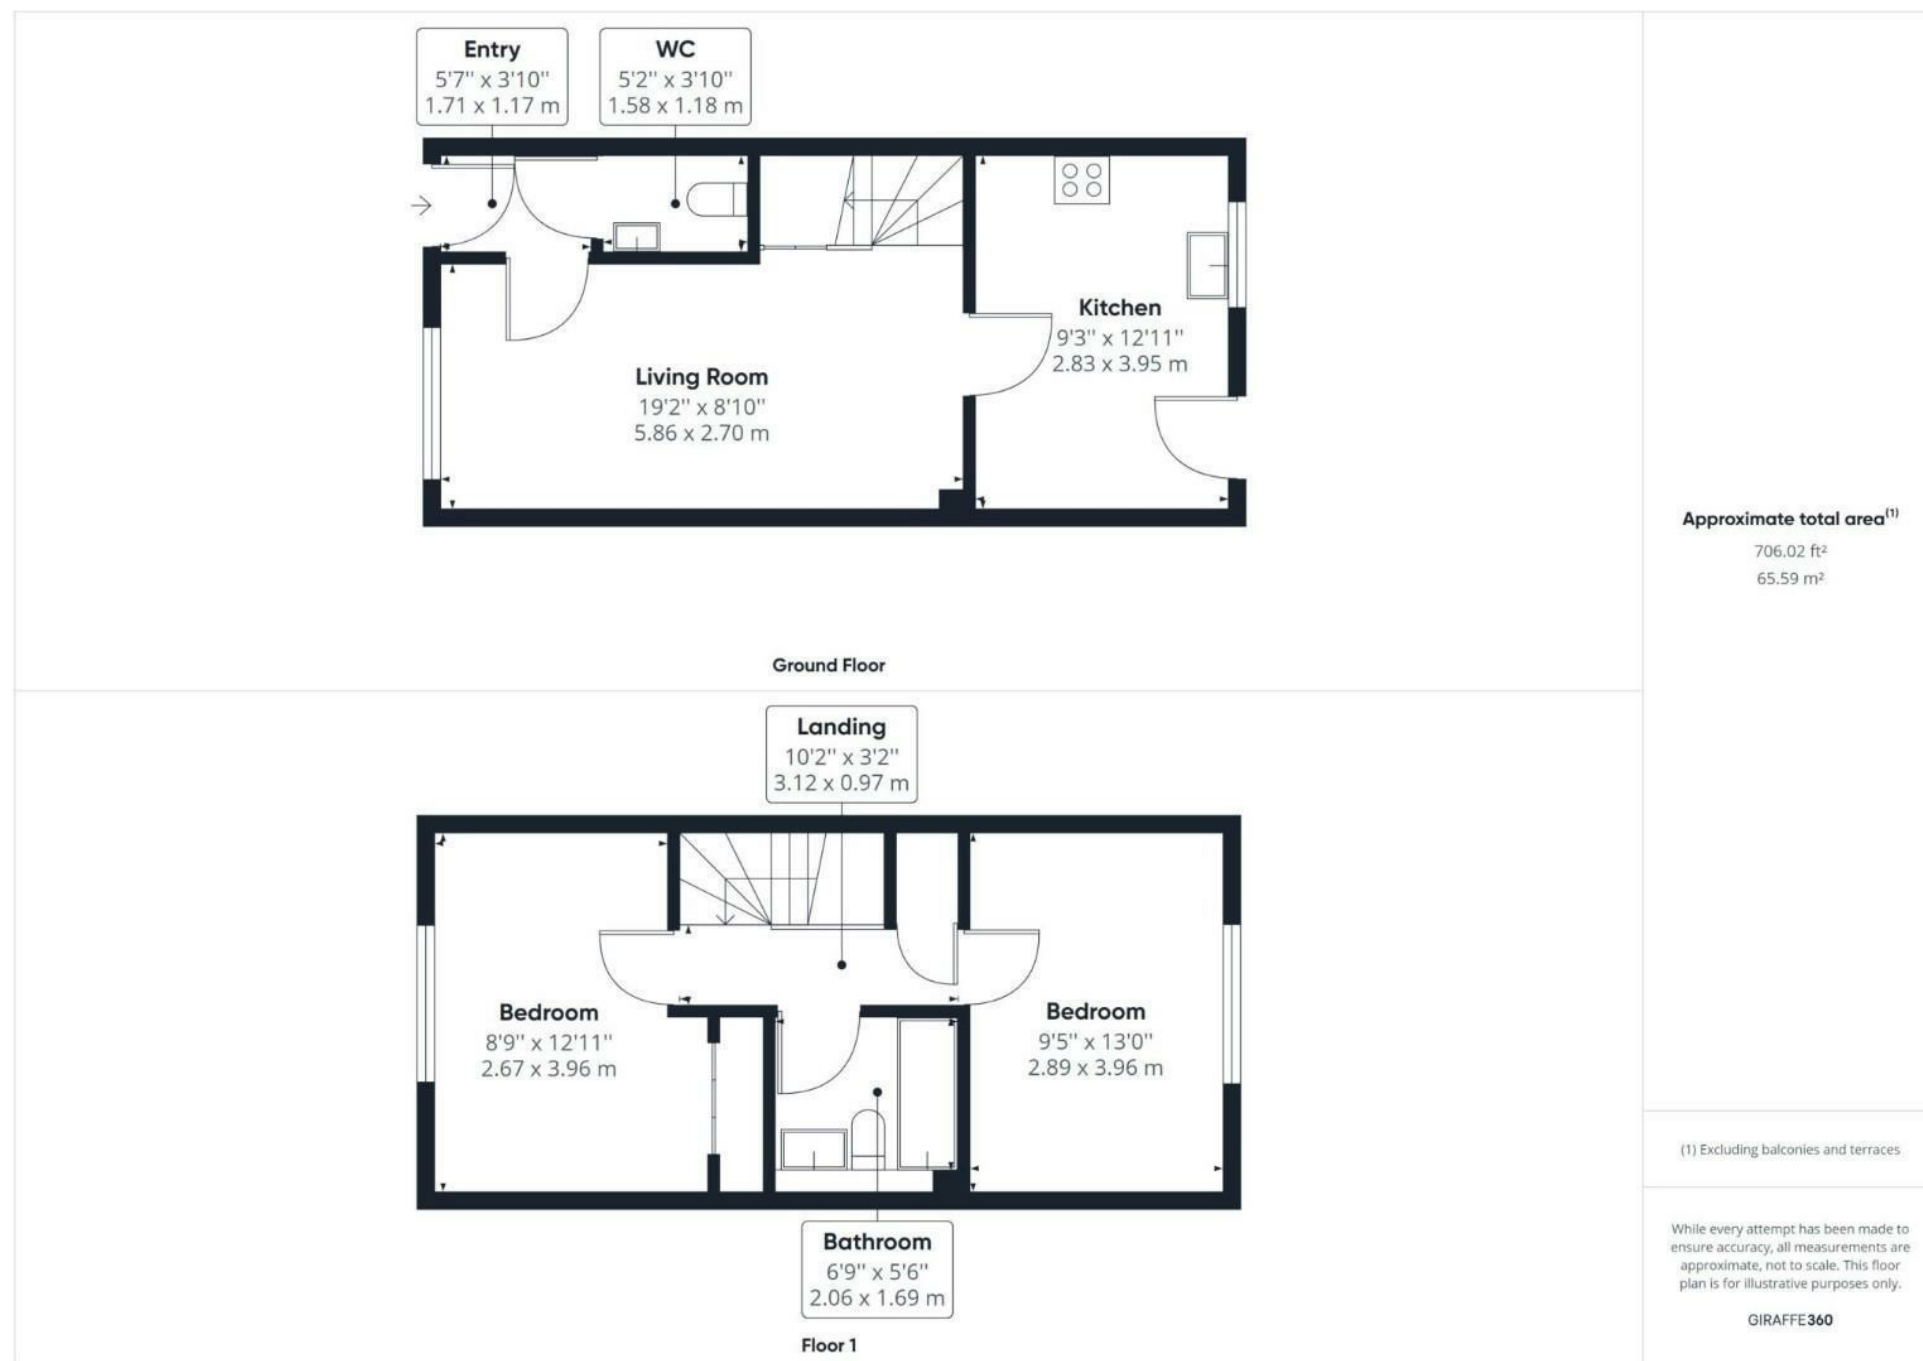 Entry
5'7" x 3'10"
1.71 x 1.17 m
WC
5'2" x 3'10"
1.58 x 1.18 m
Kitchen
9'3" x 12'11"
2.83 x 3.95 m
Living Room
19'2" x 8'10"
5.86 x 2.70 m
Ground Floor
Landing
10'2" x 3'2"
3.12 x 0.97 m
Bedroom
8'9" x 12'11"
2.67 x 3.96 m
Bedroom
9'5" x 13'0"
2.89 x 3.96 m
Bathroom
6'9" x 5'6"
2.06 x 1.69 m
Floor 1
Approximate total area(1)
706.02 ft²
65.59 m²
(1) Excluding balconies and terraces
While every attempt has been made to
ensure accuracy, all measurements are
approximate, not to scale. This floor
plan is for illustrative purposes only.
GIRAFFE360